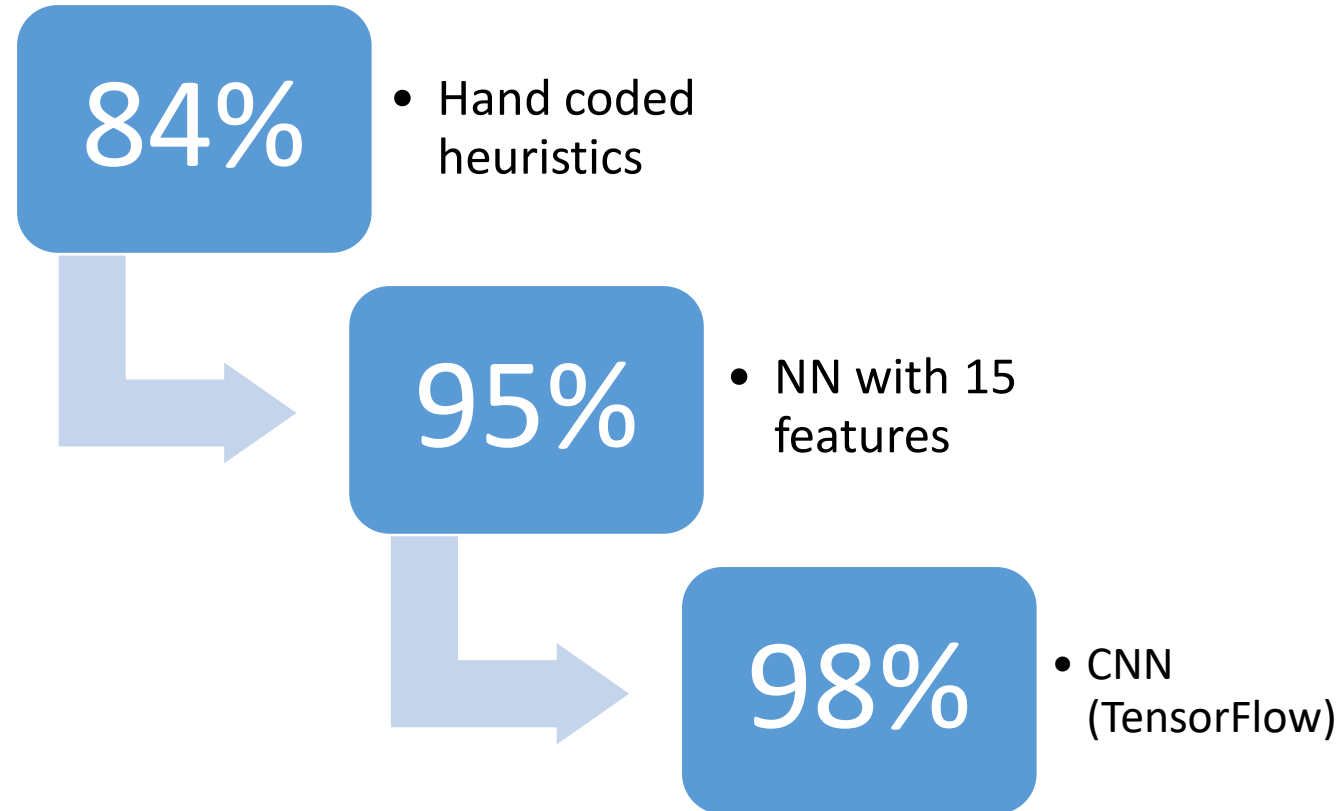 84%
• Hand coded
heuristics
95%
• NN with 15
features
98%
• CNN
(TensorFlow)